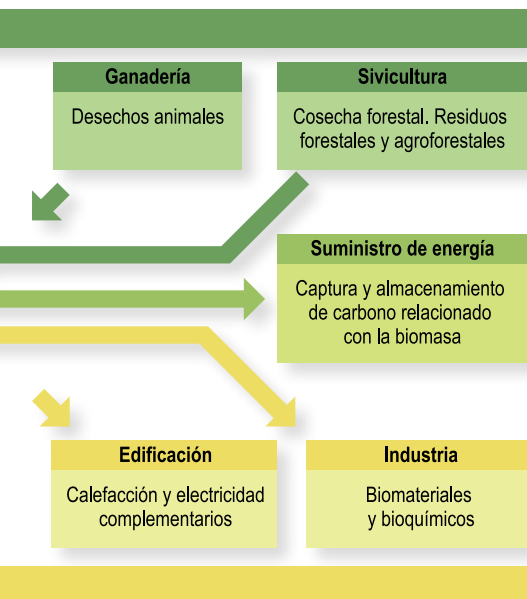 Ganadería
Desechos animales
Sivicultura
Cosecha forestal. Residuos
forestales y agroforestales
Suministro de energía
Captura y almacenamiento
de carbono relacionado
con la biomasa
Edificación
Calefacción y electricidad
complementarios
Industria
Biomateriales
y bioquímicos